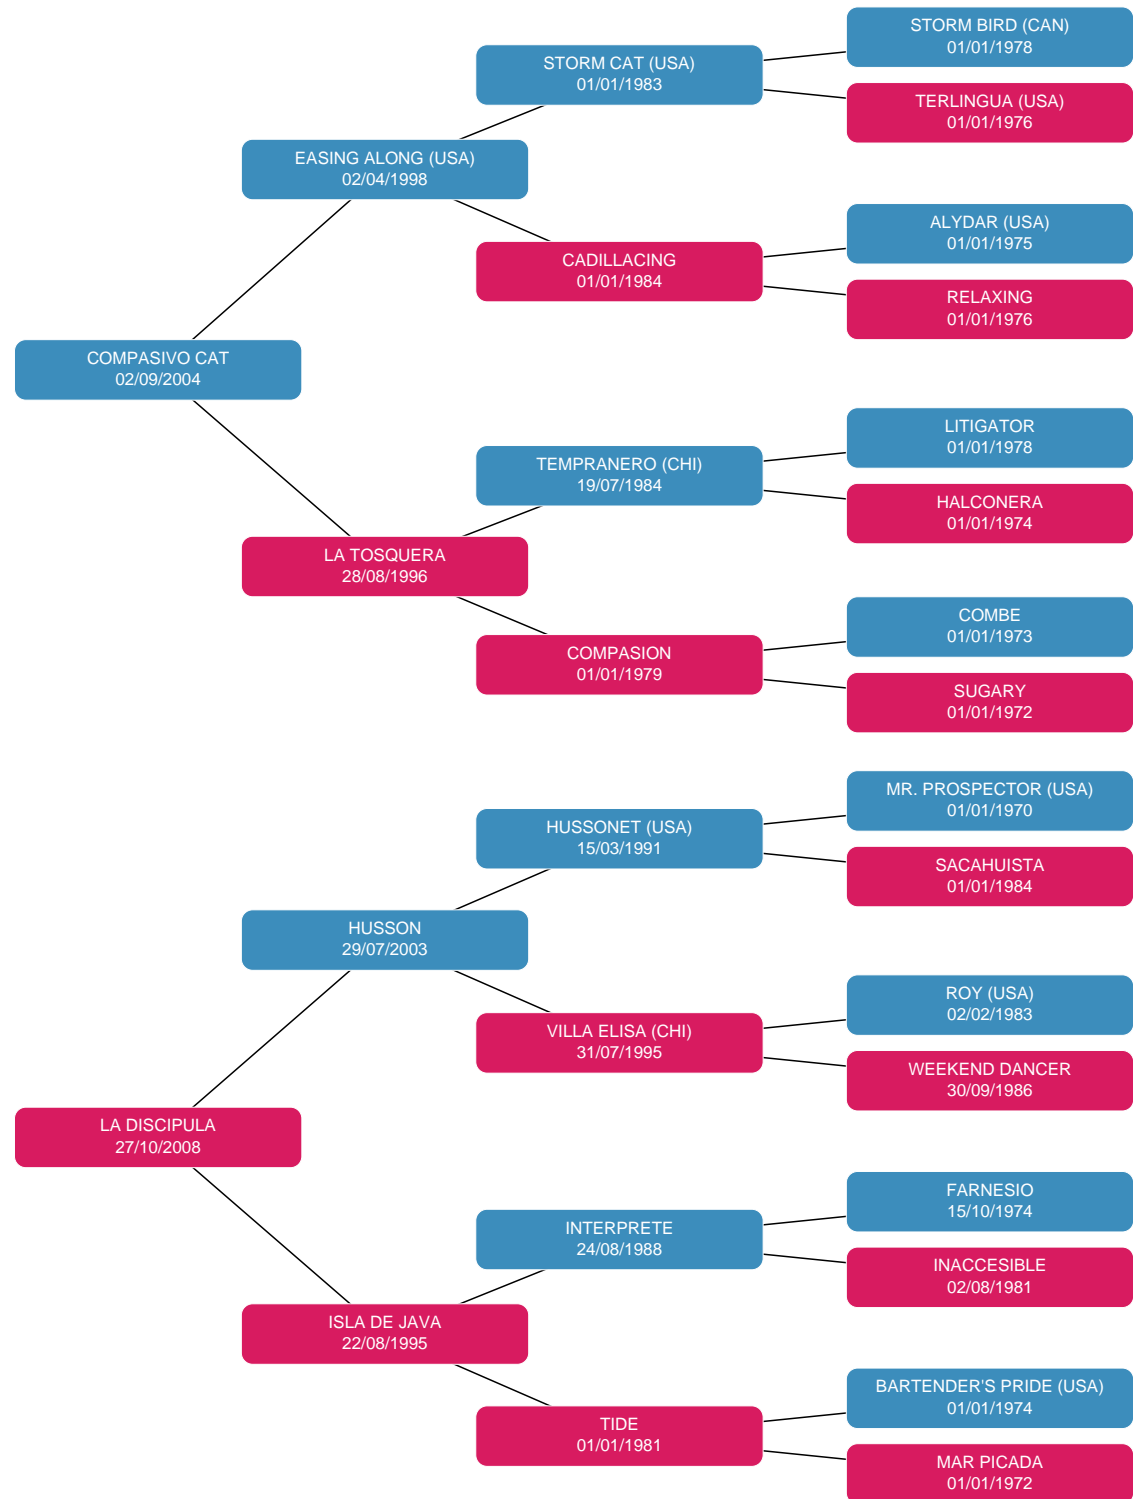 STORM BIRD (CAN)
01/01/1978
STORM CAT (USA)
01/01/1983
TERLINGUA (USA)
01/01/1976
EASING ALONG (USA)
02/04/1998
ALYDAR (USA)
01/01/1975
CADILLACING
01/01/1984
RELAXING
01/01/1976
COMPASIVO CAT
02/09/2004
LITIGATOR
01/01/1978
TEMPRANERO (CHI)
19/07/1984
HALCONERA
01/01/1974
LA TOSQUERA
28/08/1996
COMBE
01/01/1973
COMPASION
01/01/1979
SUGARY
01/01/1972
MR. PROSPECTOR (USA)
01/01/1970
HUSSONET (USA)
15/03/1991
SACAHUISTA
01/01/1984
HUSSON
29/07/2003
ROY (USA)
02/02/1983
VILLA ELISA (CHI)
31/07/1995
WEEKEND DANCER
30/09/1986
LA DISCIPULA
27/10/2008
FARNESIO
15/10/1974
INTERPRETE
24/08/1988
INACCESIBLE
02/08/1981
ISLA DE JAVA
22/08/1995
BARTENDER'S PRIDE (USA)
01/01/1974
TIDE
01/01/1981
MAR PICADA
01/01/1972